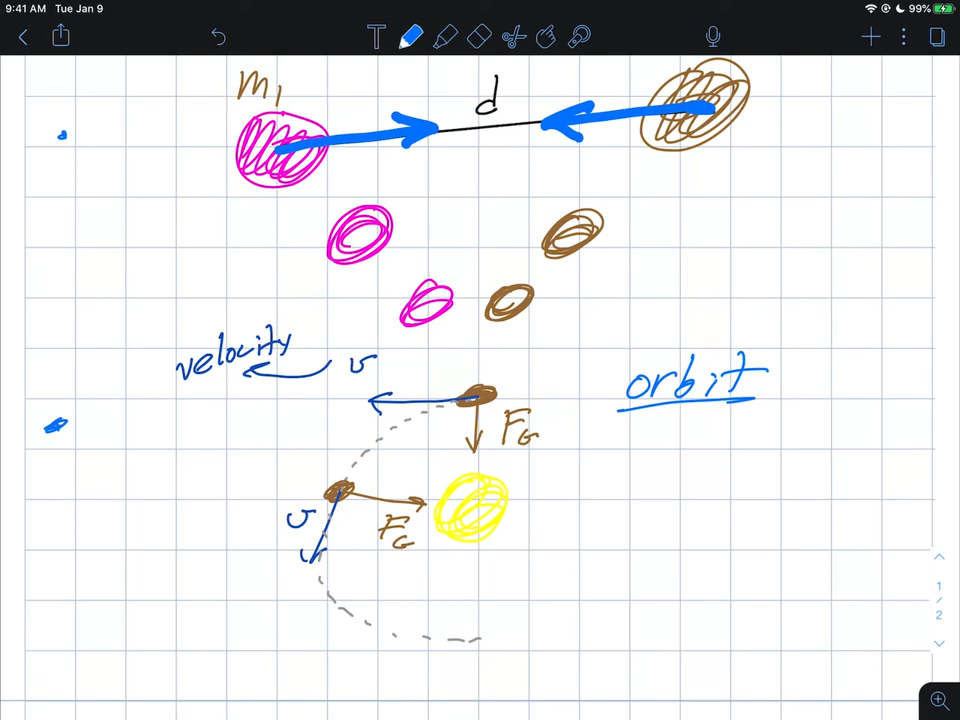 9:41 AM Tue Jan 9
99%
T
m1
d
velocity
v
orbit
FG
v
FG
1
/
2